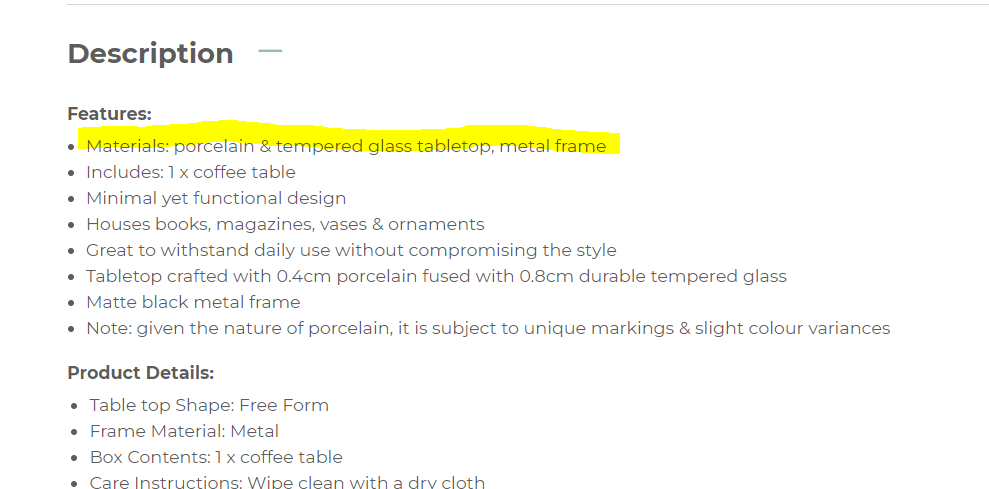 Description
Features:
• Materials: porcelain & tempered glass tabletop, metal frame
• Includes: 1 x coffee table
• Minimal yet functional design
• Houses books, magazines, vases & ornaments
• Great to withstand daily use without compromising the style
• Tabletop crafted with 0.4cm porcelain fused with 0.8cm durable tempered glass
• Matte black metal frame
• Note: given the nature of porcelain, it is subject to unique markings & slight colour variances
Product Details:
• Table top Shape: Free Form
• Frame Material: Metal
• Box Contents: 1 x coffee table
• Care Instructions: Wipe clean with a dry cloth